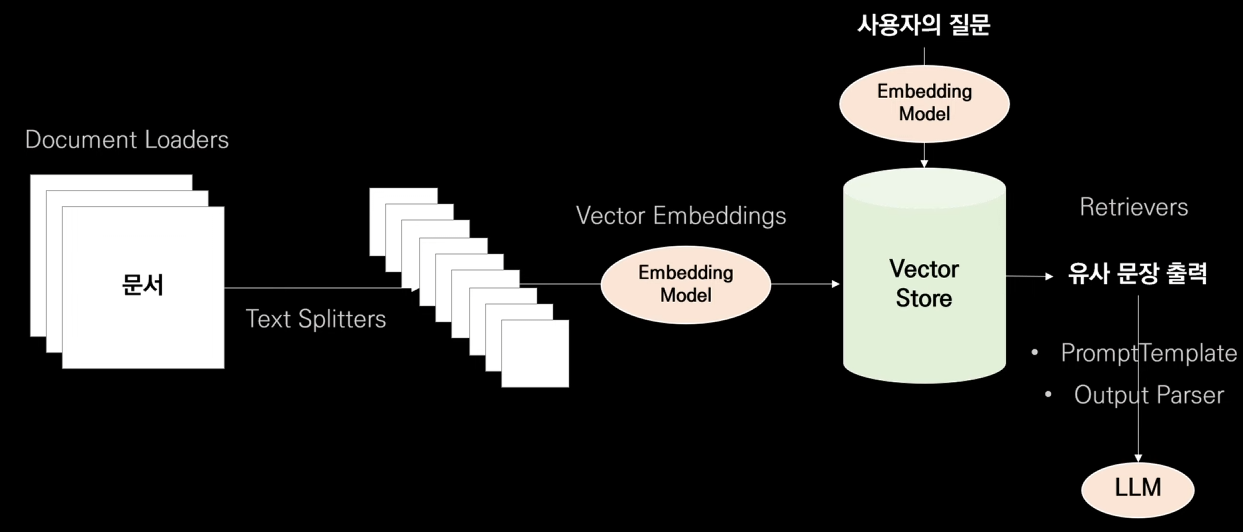 사용자의 질문
Embedding
Model
Document Loaders
문서
Text Splitters
Vector Embeddings
Embedding
Model
Vector
Store
Retrievers
유사 문장 출력
• PromptTemplate
• Output Parser
LLM